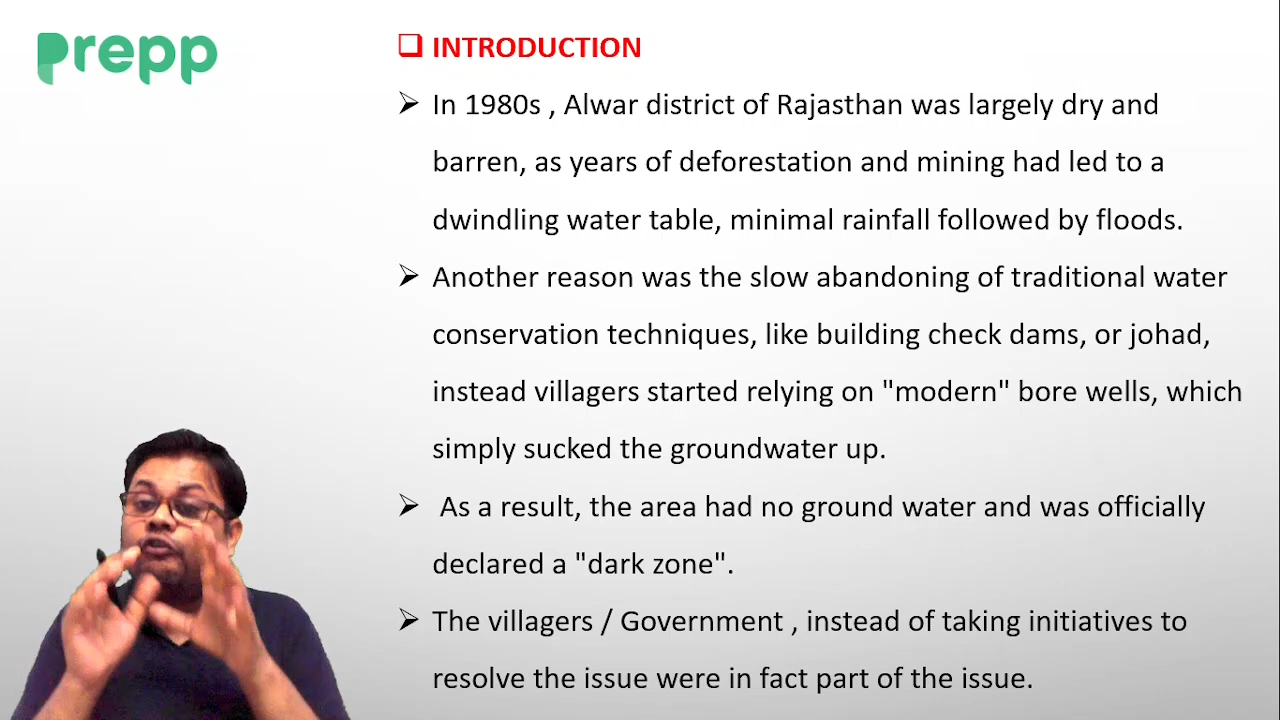 prepp
❑ INTRODUCTION
➢ In 1980s , Alwar district of Rajasthan was largely dry and
barren, as years of deforestation and mining had led to a
dwindling water table, minimal rainfall followed by floods.
➢ Another reason was the slow abandoning of traditional water
conservation techniques, like building check dams, or johad,
instead villagers started relying on "modern" bore wells, which
simply sucked the groundwater up.
➢ As a result, the area had no ground water and was officially
declared a "dark zone".
➢ The villagers / Government , instead of taking initiatives to
resolve the issue were in fact part of the issue.